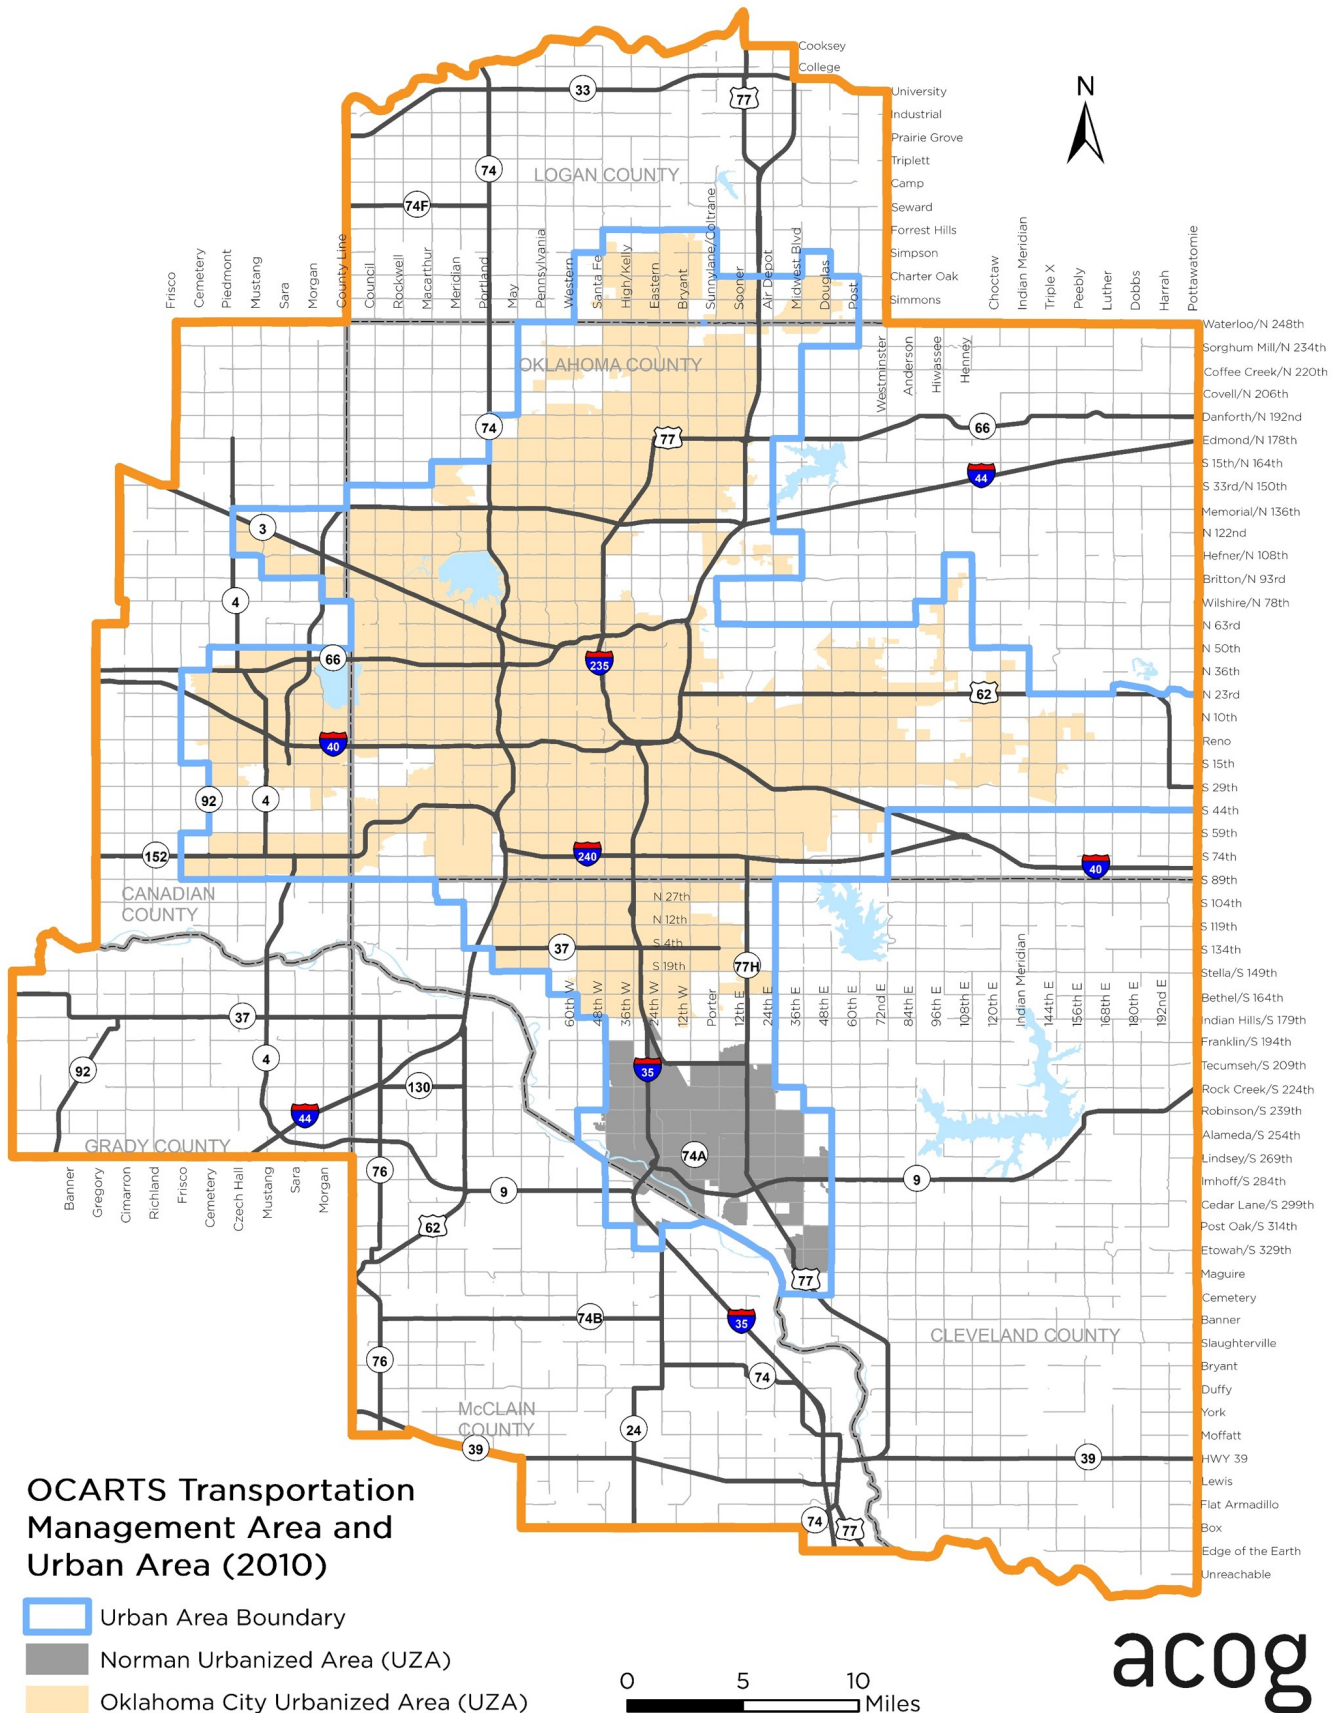 Cooksey
College
University
Industrial
Prairie Grove
Triplett
Camp
Seward
Forrest Hills
Simpson
Charter Oak
Simmons
N
33
77
74
LOGAN COUNTY
74F
Frisco
Cemetery
Piedmont
Mustang
Sara
Morgan
County Line
Council
Rockwell
Macarthur
Meridian
Portland
May
Pennsylvania
Western
Santa Fe
High/Kelly
Eastern
Bryant
Sunnylane/Coltrane
Sooner
Air Depot
Midwest Blvd
Douglas
Post
Westminster
Anderson
Hiwassee
Henney
Choctaw
Indian Meridian
Triple X
Peebly
Luther
Dobbs
Harrah
Pottawatomie
Waterloo/N 248th
Sorghum Mill/N 234th
Coffee Creek/N 220th
Covell/N 206th
Danforth/N 192nd
Edmond/N 178th
S 15th/N 164th
S 33rd/N 150th
Memorial/N 136th
N 122nd
Hefner/N 108th
Britton/N 93rd
Wilshire/N 78th
N 63rd
N 50th
N 36th
N 23rd
N 10th
Reno
S 15th
S 29th
S 44th
S 59th
S 74th
S 89th
S 104th
S 119th
S 134th
Stella/S 149th
Bethel/S 164th
Indian Hills/S 179th
Franklin/S 194th
Tecumseh/S 209th
Rock Creek/S 224th
Robinson/S 239th
Alameda/S 254th
Lindsey/S 269th
Imhoff/S 284th
Cedar Lane/S 299th
Post Oak/S 314th
Etowah/S 329th
Maguire
Cemetery
Banner
Slaughterville
Bryant
Duffy
York
Moffatt
HWY 39
Lewis
Flat Armadillo
Box
Edge of the Earth
Unreachable
OKLAHOMA COUNTY
74
77
66
44
3
4
66
235
62
40
92
4
152
240
40
CANADIAN
COUNTY
N 27th
N 12th
S 4th
S 19th
37
77H
60th W
48th W
36th W
24th W
12th W
Porter
12th E
24th E
36th E
48th E
60th E
72nd E
84th E
96th E
108th E
120th E
Indian Meridian
144th E
156th E
168th E
180th E
192nd E
37
4
92
130
35
44
GRADY COUNTY
74A
76
9
9
62
77
Banner
Gregory
Cimarron
Richland
Frisco
Cemetery
Czech Hall
Mustang
Sara
Morgan
74B
35
CLEVELAND COUNTY
76
74
McCLAIN
COUNTY
24
39
39
74
77
OCARTS Transportation
Management Area and
Urban Area (2010)
Urban Area Boundary
Norman Urbanized Area (UZA)
Oklahoma City Urbanized Area (UZA)
0 5 10
Miles
acog